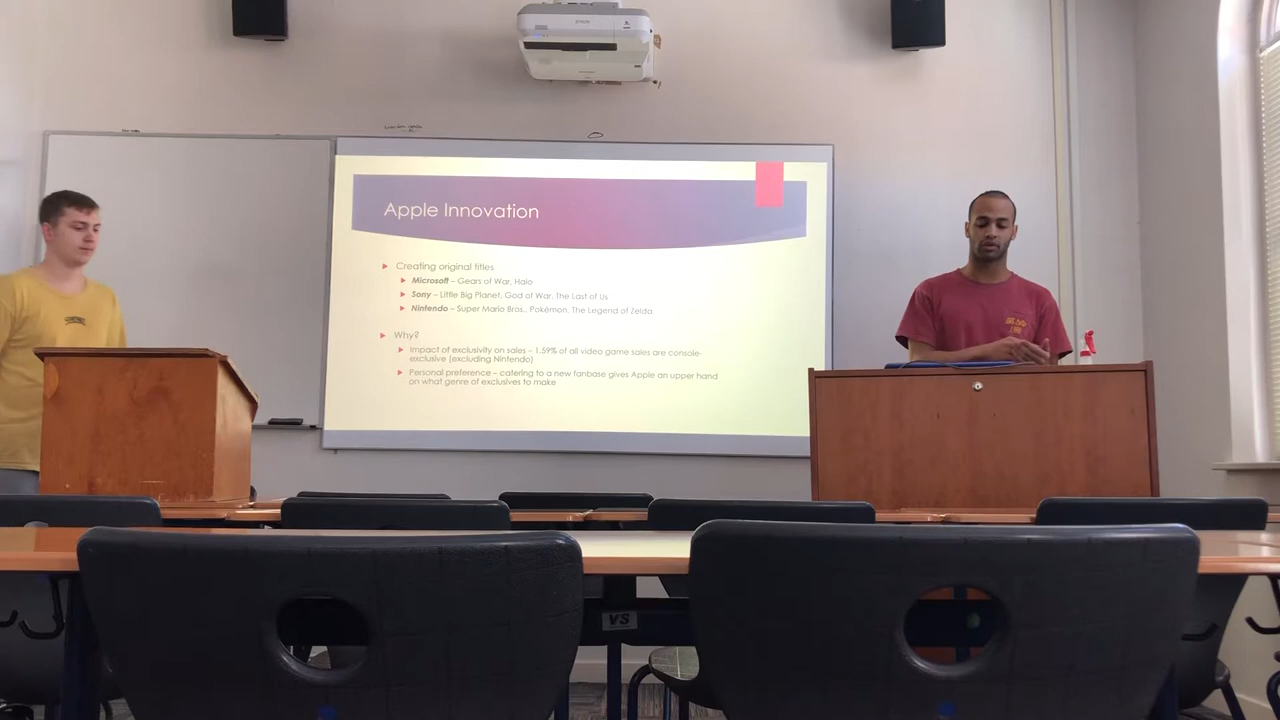 EPSON
Apple Innovation
Creating original titles
Microsoft – Gears of War, Halo
Sony – Little Big Planet, God of War, The Last of Us
Nintendo – Super Mario Bros., Pokémon, The Legend of Zelda
Why?
Impact of exclusivity on sales – 1.59% of all video game sales are console-
exclusive (excluding Nintendo)
Personal preference – catering to a new fanbase gives Apple an upper hand
on what genre of exclusives to make
VS